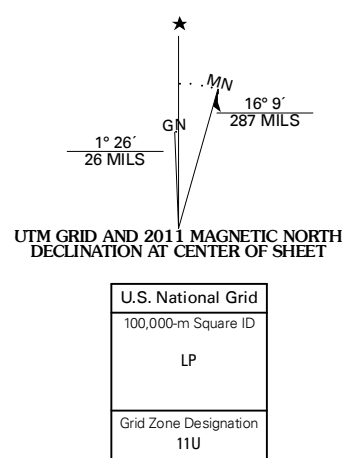 ★
MN
GN
16° 9´
287 MILS
1° 26´
26 MILS
UTM GRID AND 2011 MAGNETIC NORTH
DECLINATION AT CENTER OF SHEET
U.S. National Grid
100,000-m Square ID
LP
Grid Zone Designation
11U